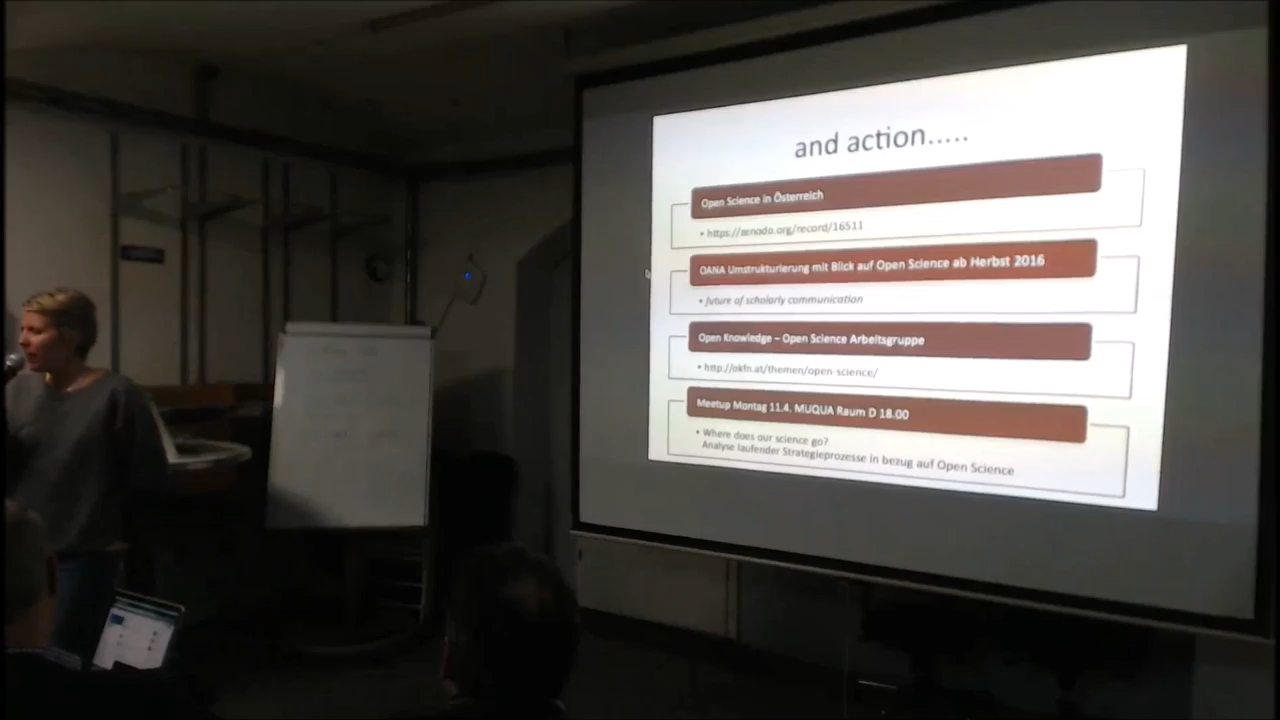 and action.....
Open Science in Österreich
• https://zenodo.org/record/16511
OANA Umstrukturierung mit Blick auf Open Science ab Herbst 2016
• future of scholarly communication
Open Knowledge – Open Science Arbeitsgruppe
• http://okfn.at/themen/open-science/
Meetup Montag 11.4. MUQUA Raum D 18.00
• Where does our science go?
Analyse laufender Strategieprozesse in bezug auf Open Science